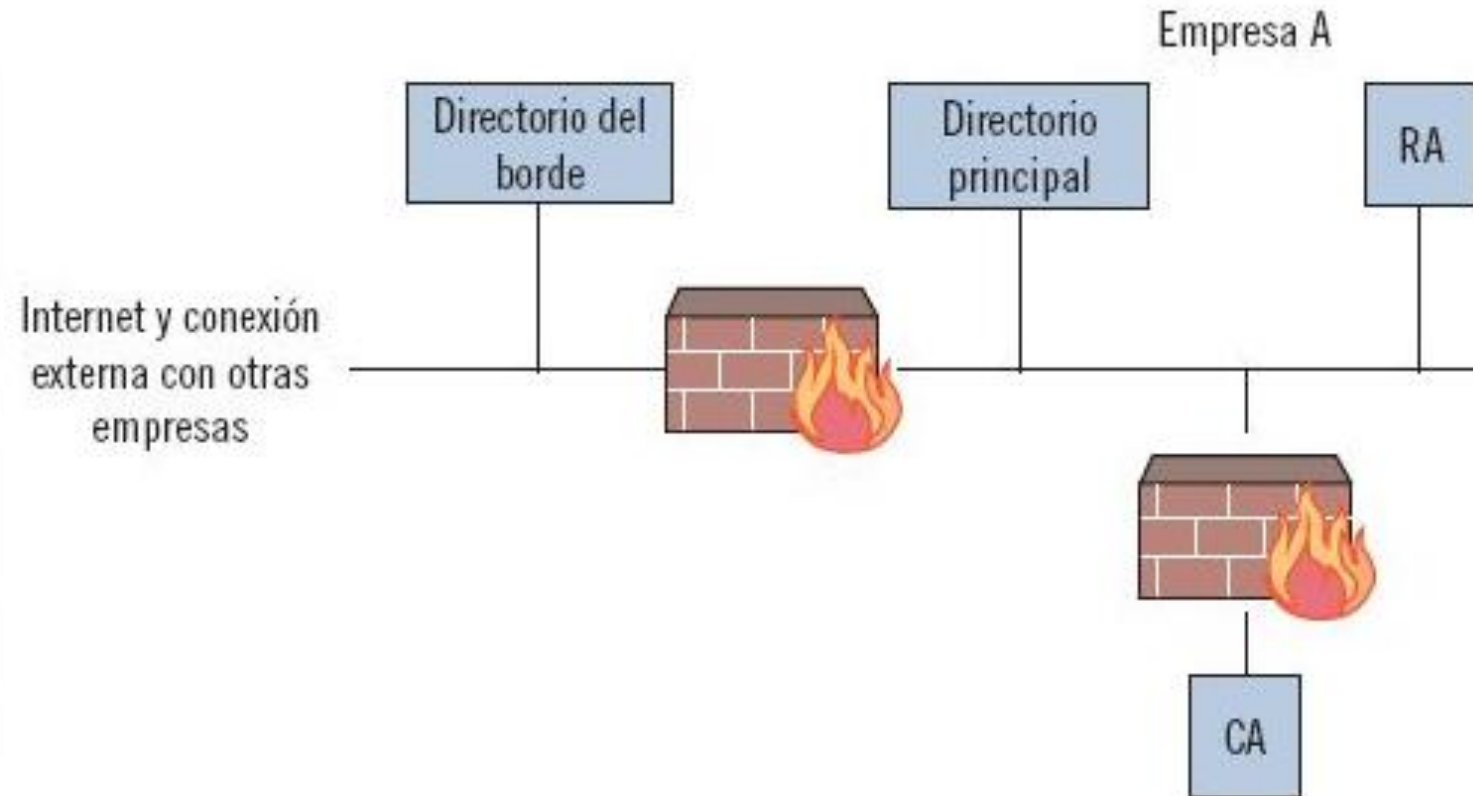 Empresa A
Directorio del
borde
Directorio
principal
RA
Internet y conexión
externa con otras
empresas
CA